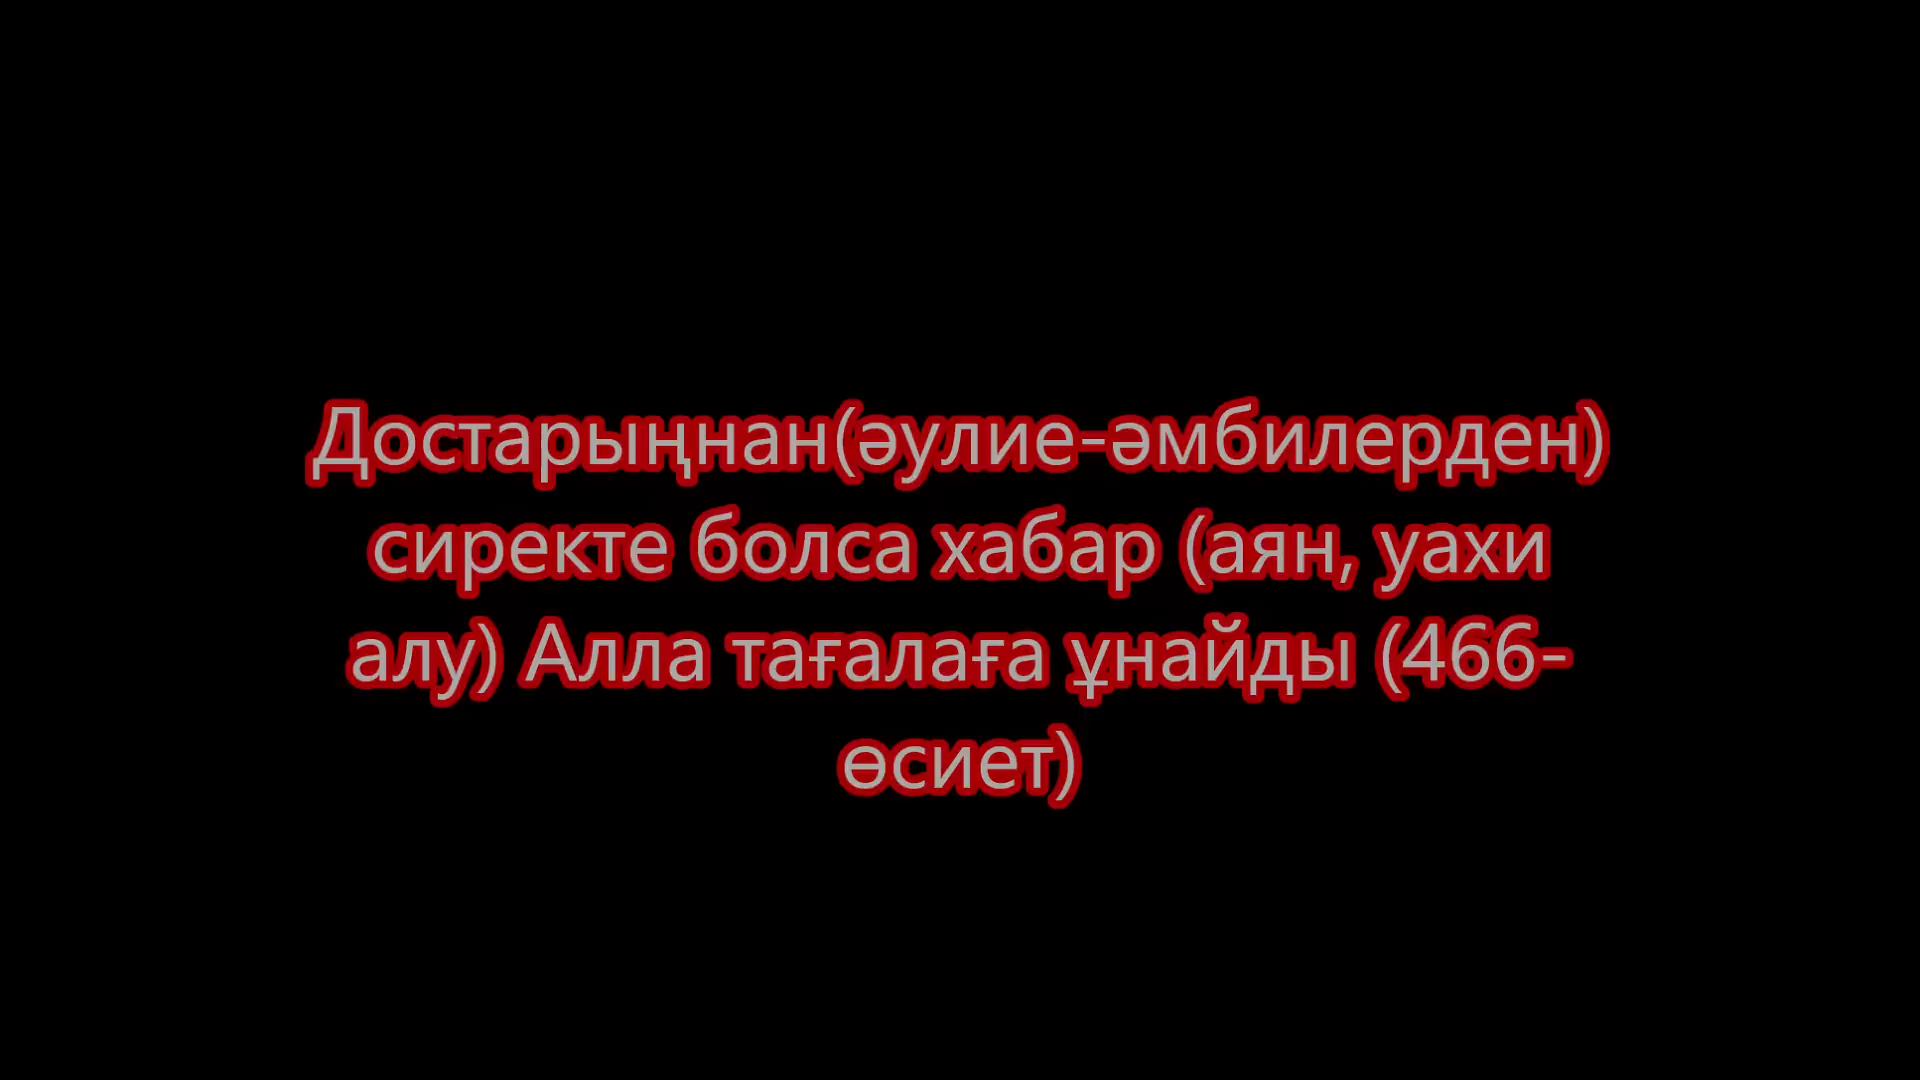 Достарыңнан(әулие-әмбилерден)
сиректе болса хабар (аян, уахи
алу) Алла тағалаға ұнайды (466-
өсиет)